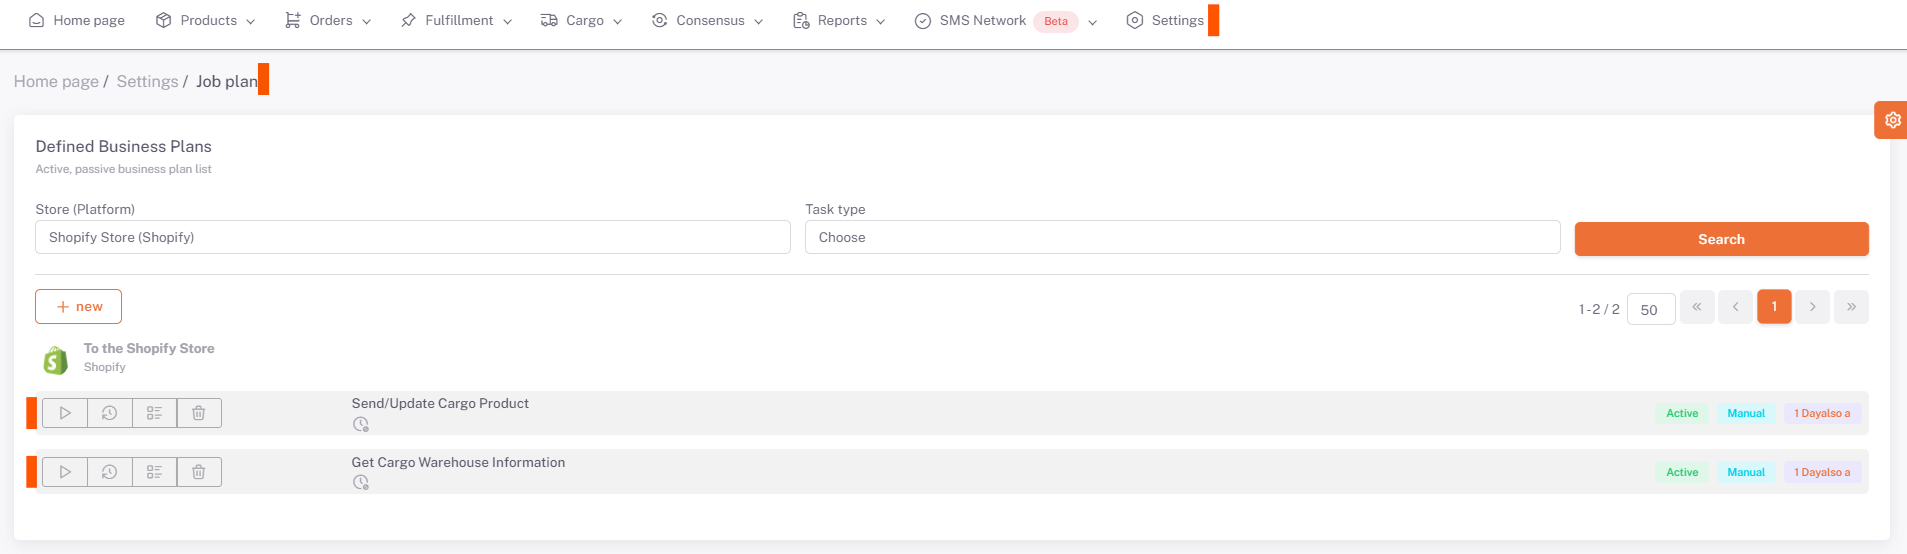 Home page Products Orders Fulfillment Cargo Consensus Reports SMS Network Beta Settings
Home page / Settings / Job plan
Defined Business Plans
Active, passive business plan list
Store (Platform) Task type
Shopify Store (Shopify) Choose Search
+ new 1 - 2 / 2 50 « ‹ 1 › »
To the Shopify Store
Shopify
Send/Update Cargo Product Active Manual 1 Dayalso a
Get Cargo Warehouse Information Active Manual 1 Dayalso a